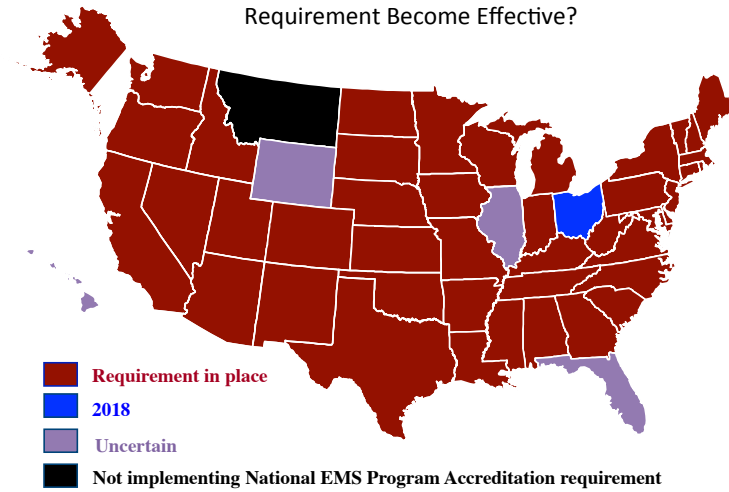 Requirement Become Effective?
Requirement in place
2018
Uncertain
Not implementing National EMS Program Accreditation requirement